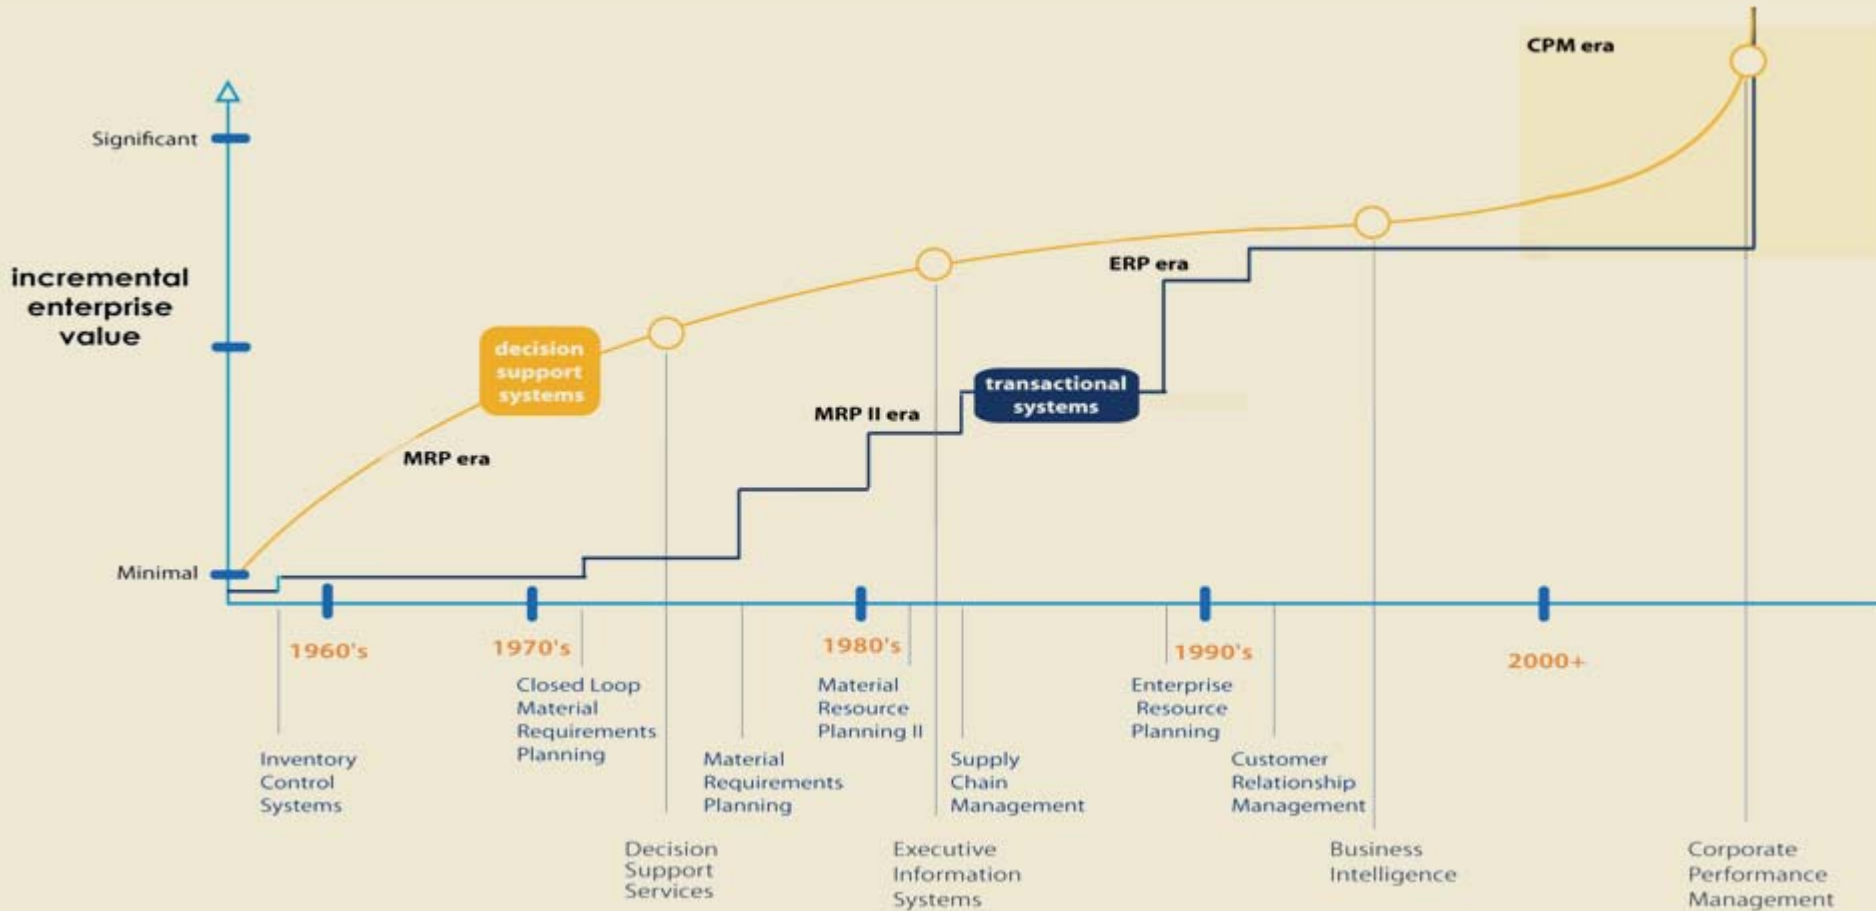 CPM era
Significant
incremental
enterprise
value
ERP era
decision
support
systems
transactional
systems
MRP II era
MRP era
Minimal
1960's
1970's
1980's
1990's
2000+
Closed Loop
Material
Requirements
Planning
Material
Resource
Planning II
Enterprise
Resource
Planning
Inventory
Control
Systems
Material
Requirements
Planning
Supply
Chain
Management
Customer
Relationship
Management
Decision
Support
Services
Executive
Information
Systems
Business
Intelligence
Corporate
Performance
Management